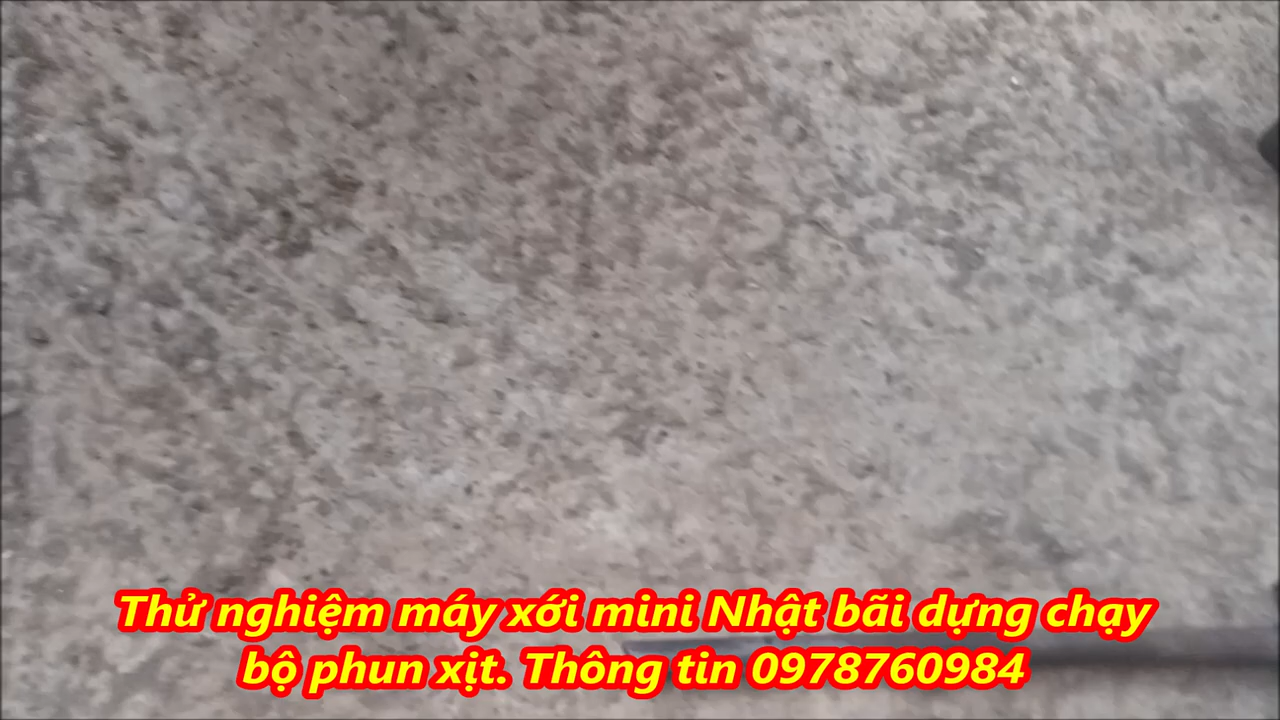 Thử nghiệm máy xới mini Nhật bãi dựng chạy
bộ phun xịt. Thông tin 0978760984